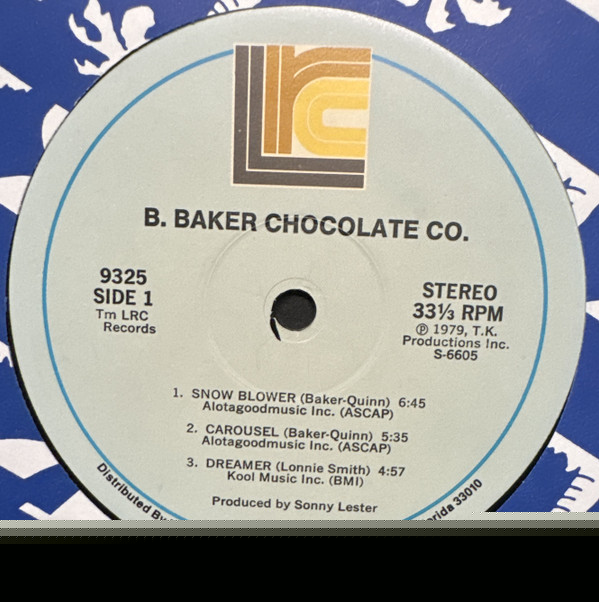 lrc
B. BAKER CHOCOLATE CO.
9325
SIDE 1
Tm LRC
Records
STEREO
33⅓ RPM
℗ 1979, T.K.
Productions Inc.
S-6605
1. SNOW BLOWER (Baker-Quinn) 6:45
Alotagoodmusic Inc. (ASCAP)
2. CAROUSEL (Baker-Quinn) 5:35
Alotagoodmusic Inc. (ASCAP)
3. DREAMER (Lonnie Smith) 4:57
Kool Music Inc. (BMI)
Produced by Sonny Lester
Distributed By
rida 33010